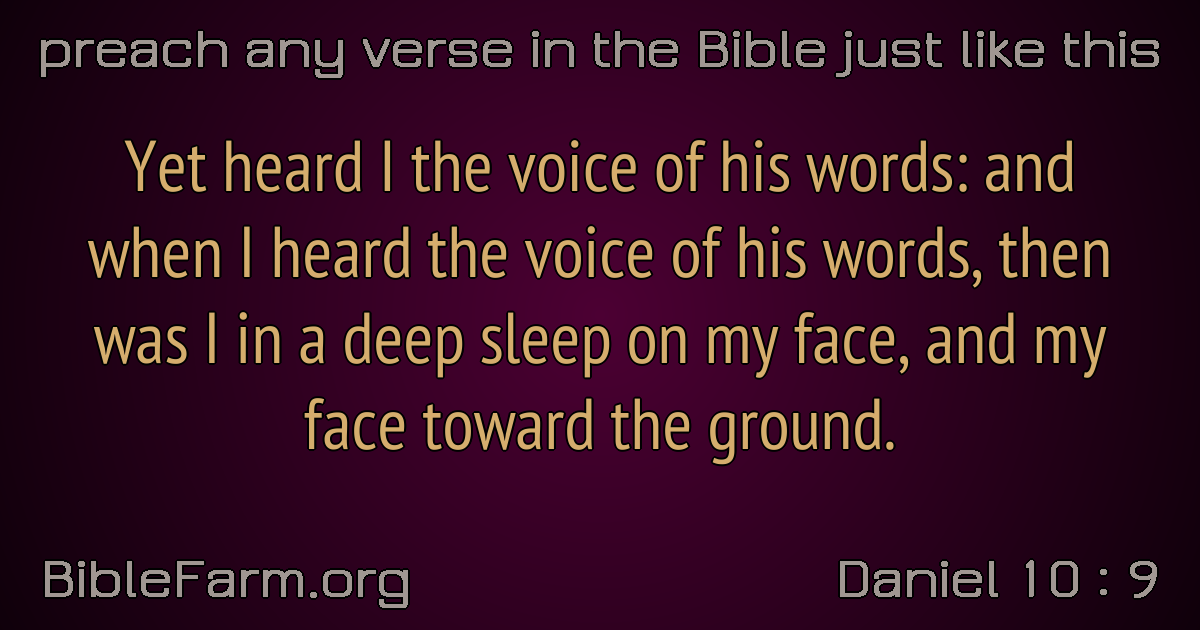 preach any verse in the Bible just like this
Yet heard I the voice of his words: and
when I heard the voice of his words, then
was I in a deep sleep on my face, and my
face toward the ground.
BibleFarm.org
Daniel 10 : 9